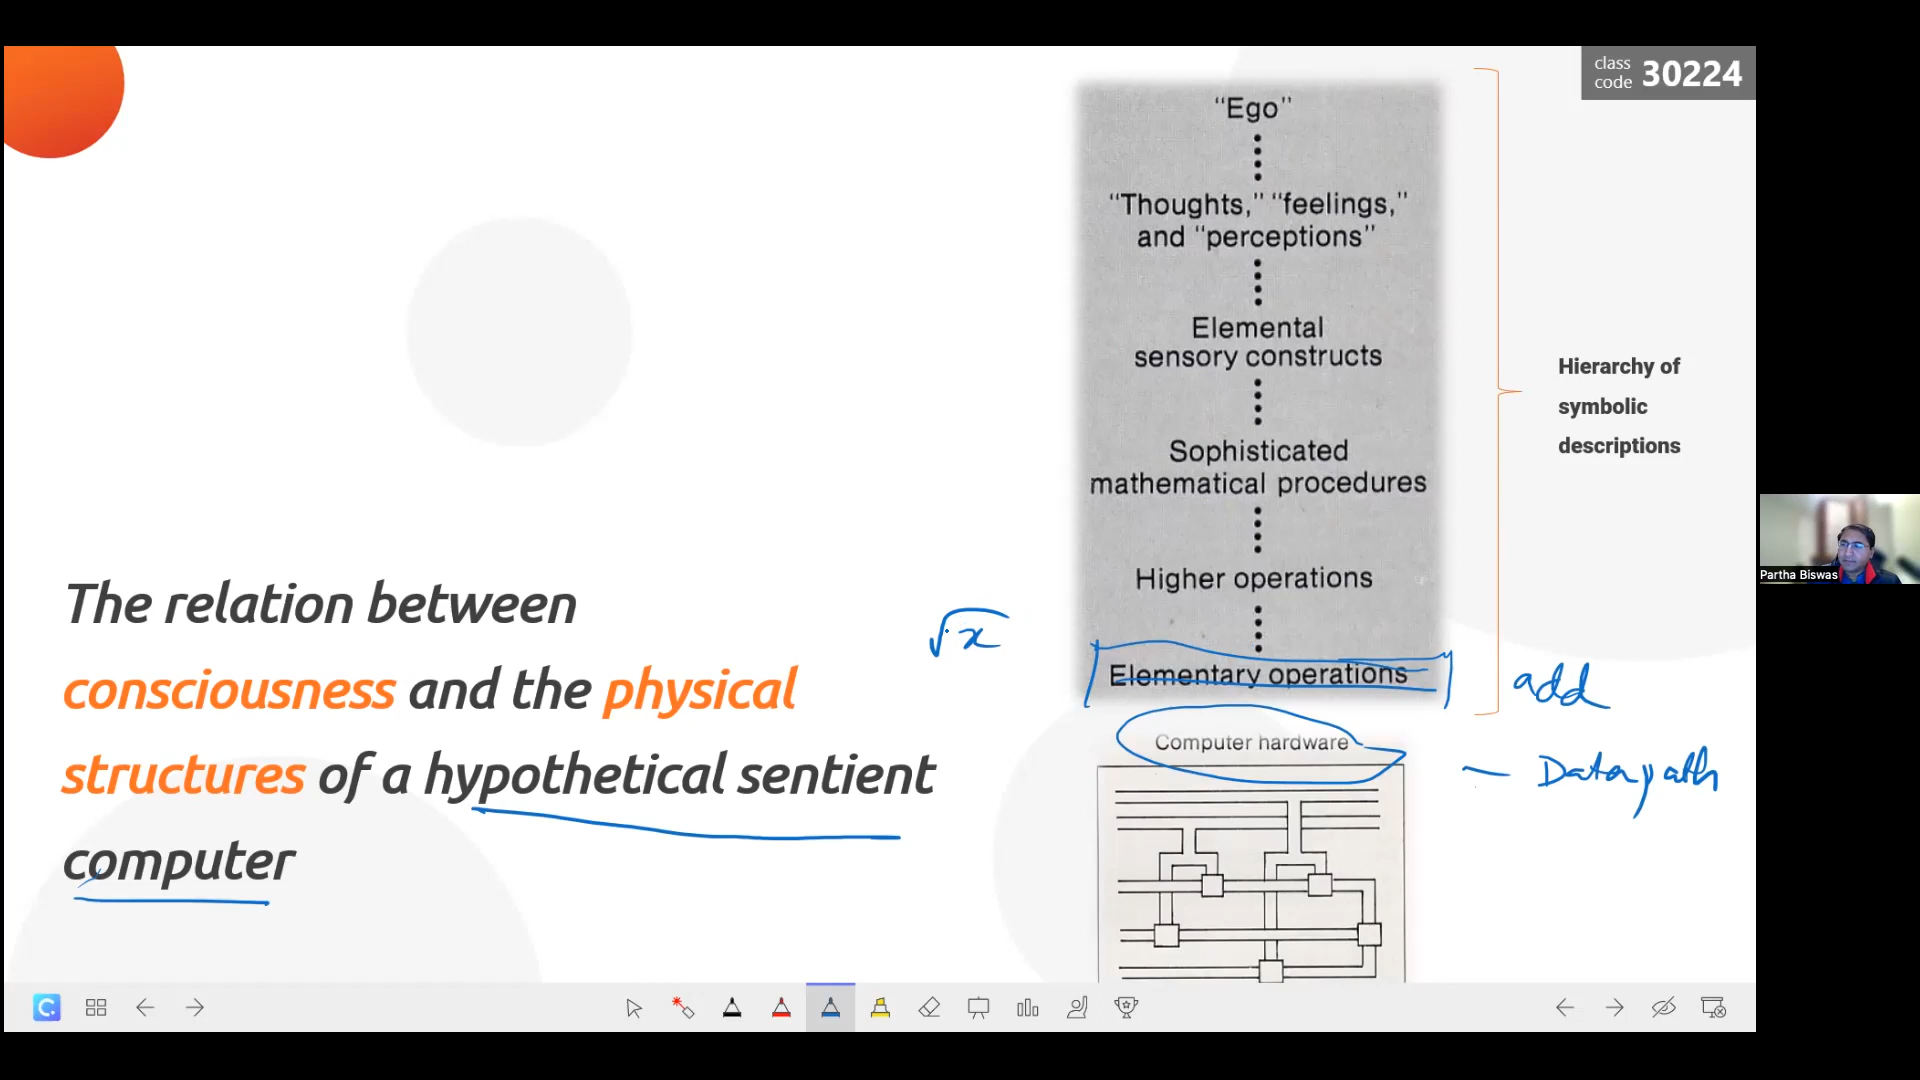 class
code 30224
"Ego"
"Thoughts," "feelings,"
and "perceptions"
Elemental
sensory constructs
Sophisticated
mathematical procedures
Higher operations
Elementary operations
Computer hardware
Hierarchy of
symbolic
descriptions
The relation between
consciousness and the physical
structures of a hypothetical sentient
computer
√x
add
— Datapath
Partha Biswas